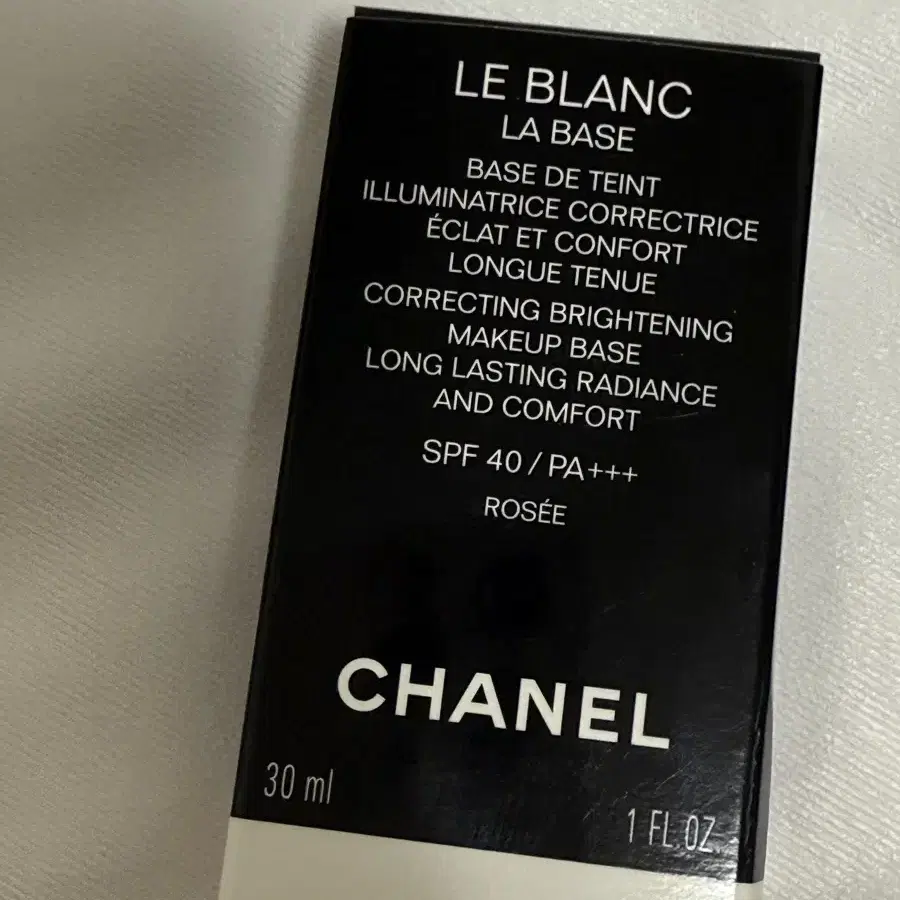 LE BLANC
LA BASE
BASE DE TEINT
ILLUMINATRICE CORRECTRICE
ÉCLAT ET CONFORT
LONGUE TENUE
CORRECTING BRIGHTENING
MAKEUP BASE
LONG LASTING RADIANCE
AND COMFORT
SPF 40 / PA+++
ROSÉE
CHANEL
30 ml
1 FL.OZ.